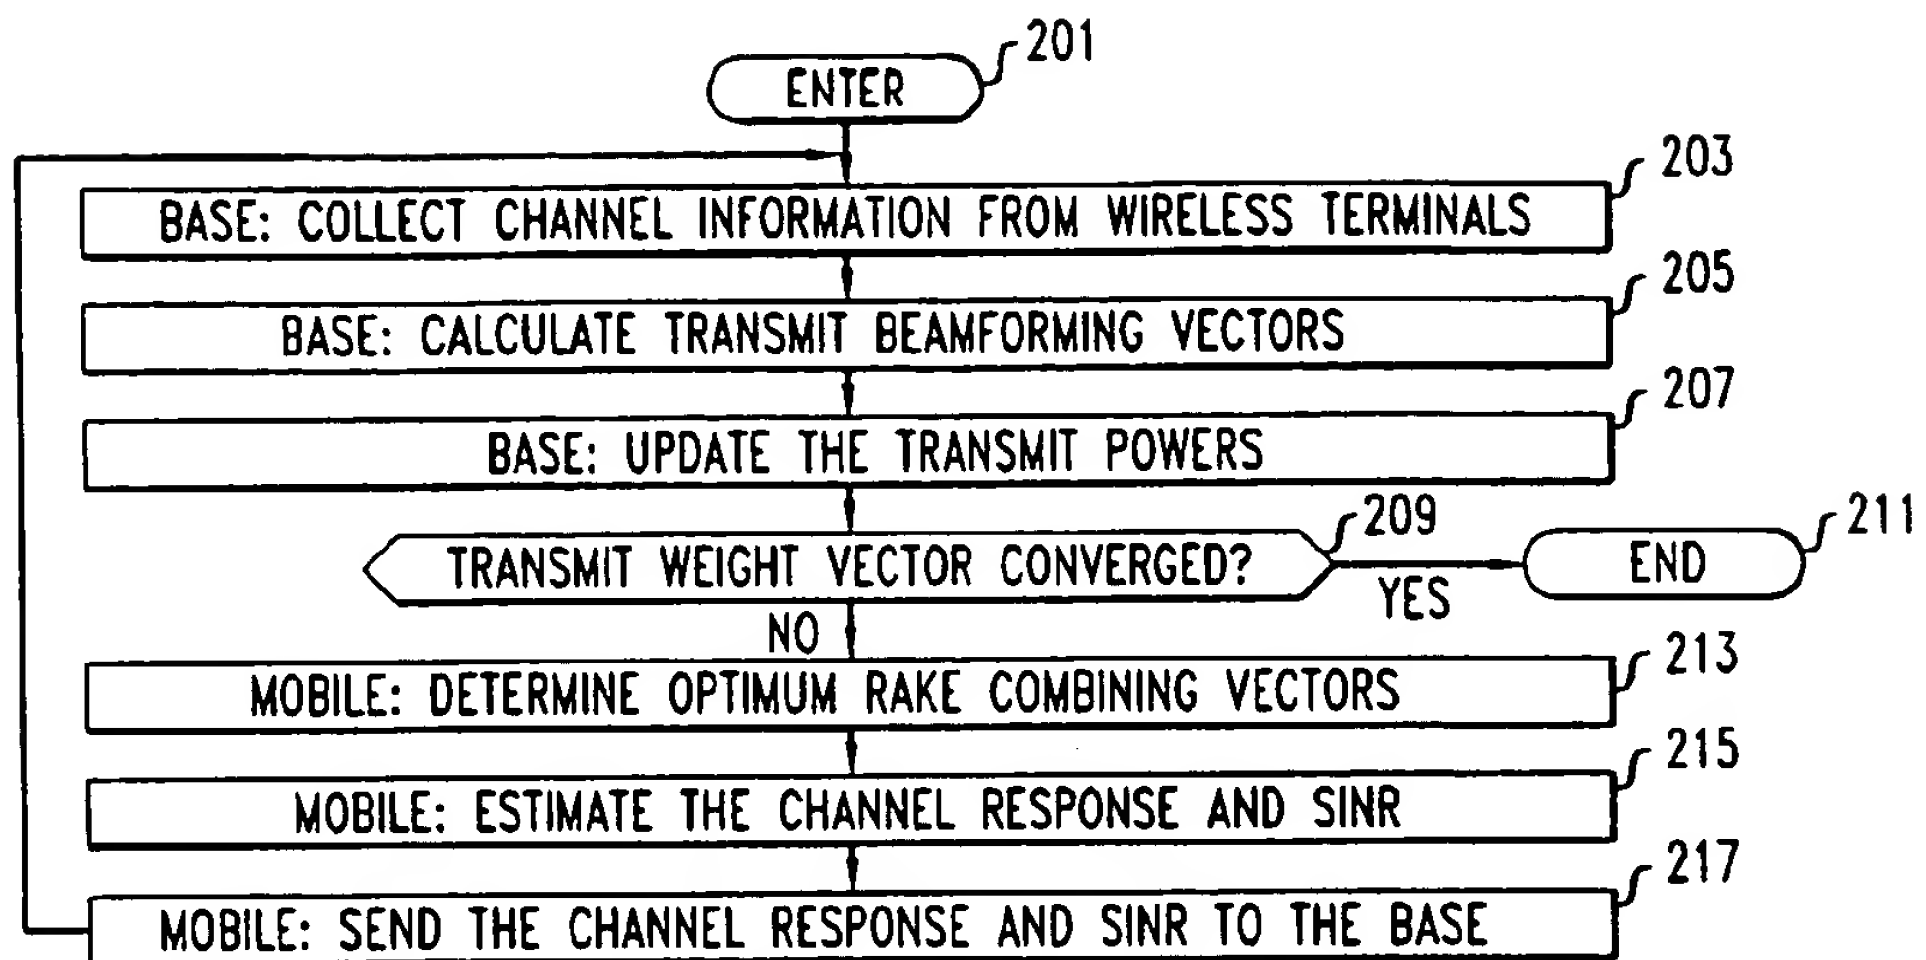 201
ENTER
203
BASE: COLLECT CHANNEL INFORMATION FROM WIRELESS TERMINALS
205
BASE: CALCULATE TRANSMIT BEAMFORMING VECTORS
207
BASE: UPDATE THE TRANSMIT POWERS
209
TRANSMIT WEIGHT VECTOR CONVERGED?
YES
211
END
NO
213
MOBILE: DETERMINE OPTIMUM RAKE COMBINING VECTORS
215
MOBILE: ESTIMATE THE CHANNEL RESPONSE AND SINR
217
MOBILE: SEND THE CHANNEL RESPONSE AND SINR TO THE BASE